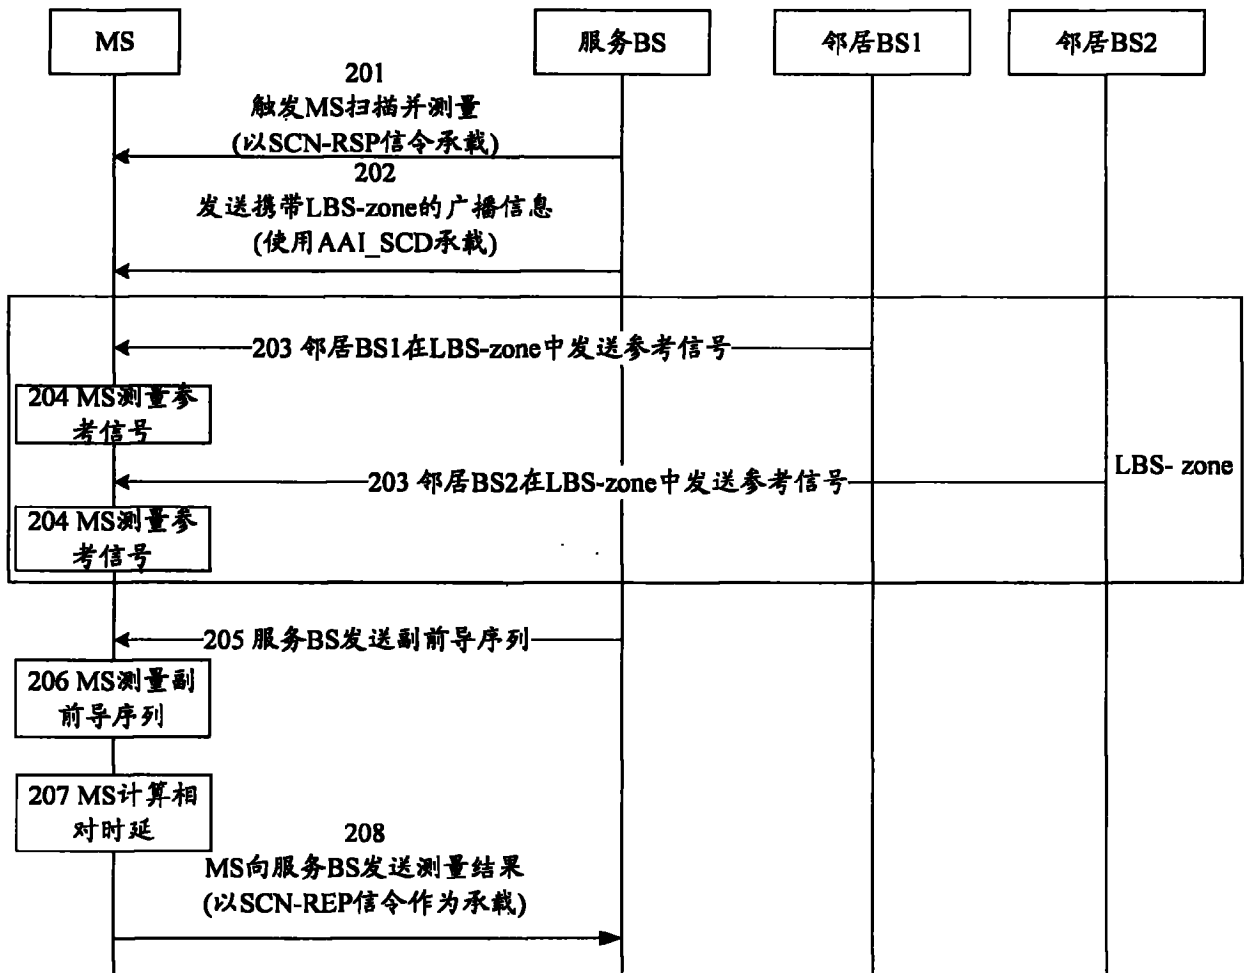 MS
服务BS
邻居BS1
邻居BS2
201
触发MS扫描并测量
(以SCN-RSP信令承载)
202
发送携带LBS-zone的广播信息
(使用AAI_SCD承载)
203 邻居BS1在LBS-zone中发送参考信号
204 MS测量参
考信号
203 邻居BS2在LBS-zone中发送参考信号
LBS- zone
204 MS测量参
考信号
205 服务BS发送副前导序列
206 MS测量副
前导序列
207 MS计算相
对时延
208
MS向服务BS发送测量结果
(以SCN-REP信令作为承载)